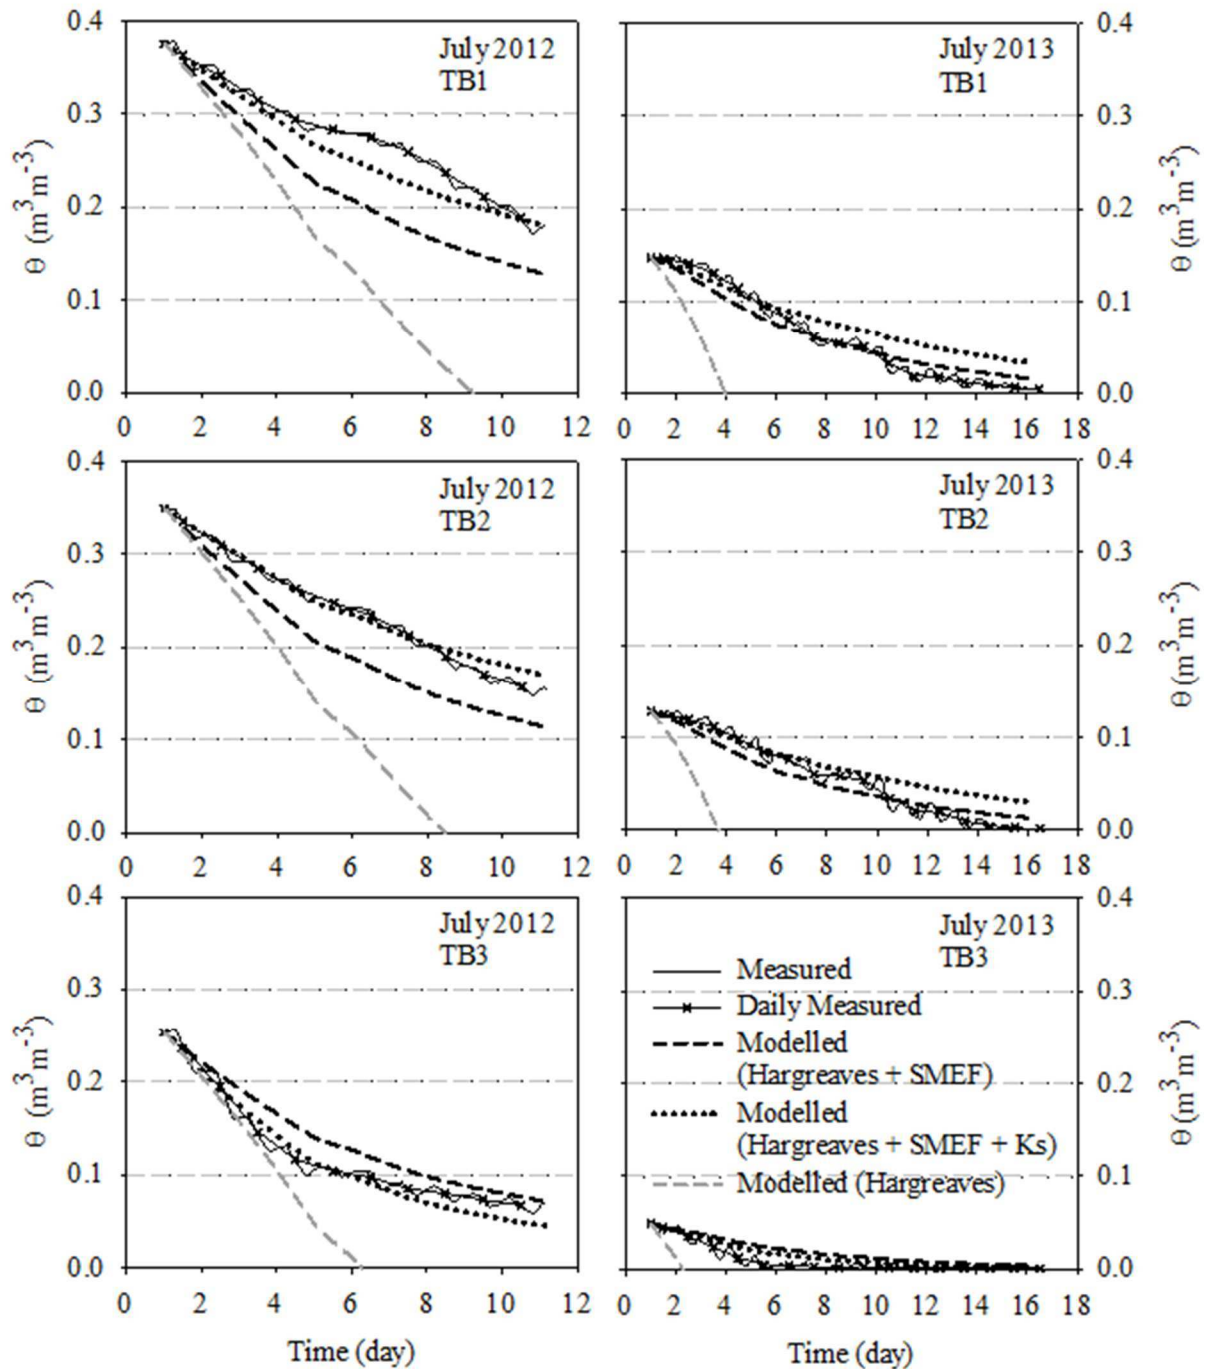 0.4
0.3
0.2
0.1
0.0
θ (m³m⁻³)
July 2012
TB1
0 2 4 6 8 10 12
July 2013
TB1
0.4
0.3
0.2
0.1
0.0
θ (m³m⁻³)
0 2 4 6 8 10 12 14 16 18
0.4
0.3
0.2
0.1
0.0
θ (m³m⁻³)
July 2012
TB2
0 2 4 6 8 10 12
July 2013
TB2
0.4
0.3
0.2
0.1
0.0
θ (m³m⁻³)
0 2 4 6 8 10 12 14 16 18
0.4
0.3
0.2
0.1
0.0
θ (m³m⁻³)
July 2012
TB3
0 2 4 6 8 10 12
Time (day)
July 2013
TB3
Measured
Daily Measured
Modelled
(Hargreaves + SMEF)
Modelled
(Hargreaves + SMEF + Ks)
Modelled (Hargreaves)
0.4
0.3
0.2
0.1
0.0
θ (m³m⁻³)
0 2 4 6 8 10 12 14 16 18
Time (day)